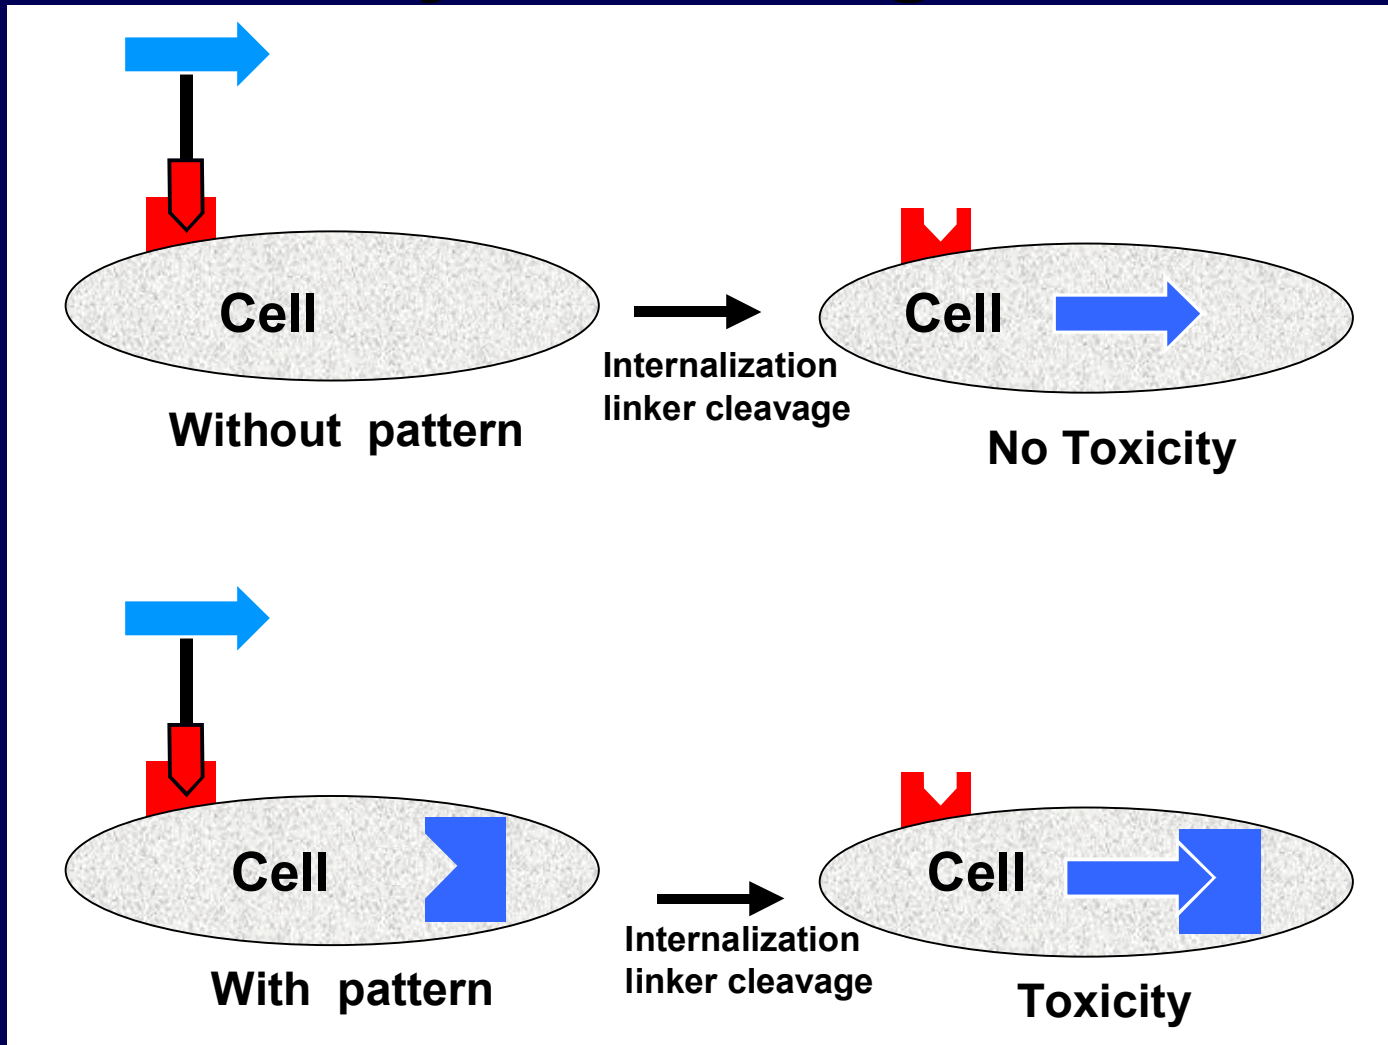 Cell
Internalization
linker cleavage
Without pattern
Cell
No Toxicity
Cell
Internalization
linker cleavage
With pattern
Cell
Toxicity